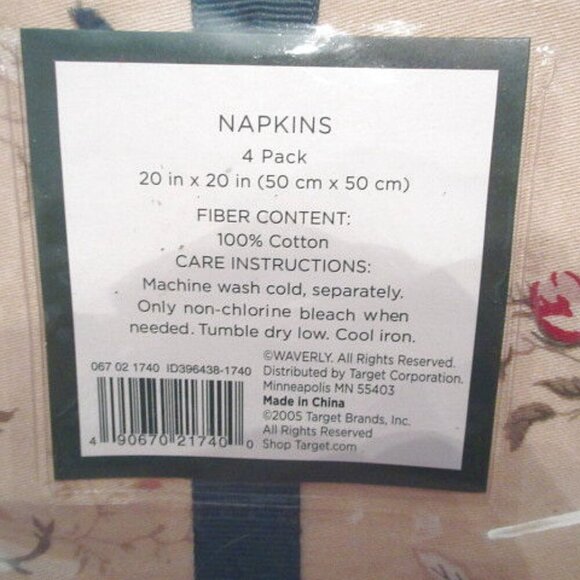 NAPKINS
4 Pack
20 in x 20 in (50 cm x 50 cm)
FIBER CONTENT:
100% Cotton
CARE INSTRUCTIONS:
Machine wash cold, separately.
Only non-chlorine bleach when
needed. Tumble dry low. Cool iron.
067 02 1740 ID396438-1740
4 90670 21740 0
©WAVERLY. All Rights Reserved.
Distributed by Target Corporation.
Minneapolis MN 55403
Made in China
©2005 Target Brands, Inc.
All Rights Reserved
Shop Target.com